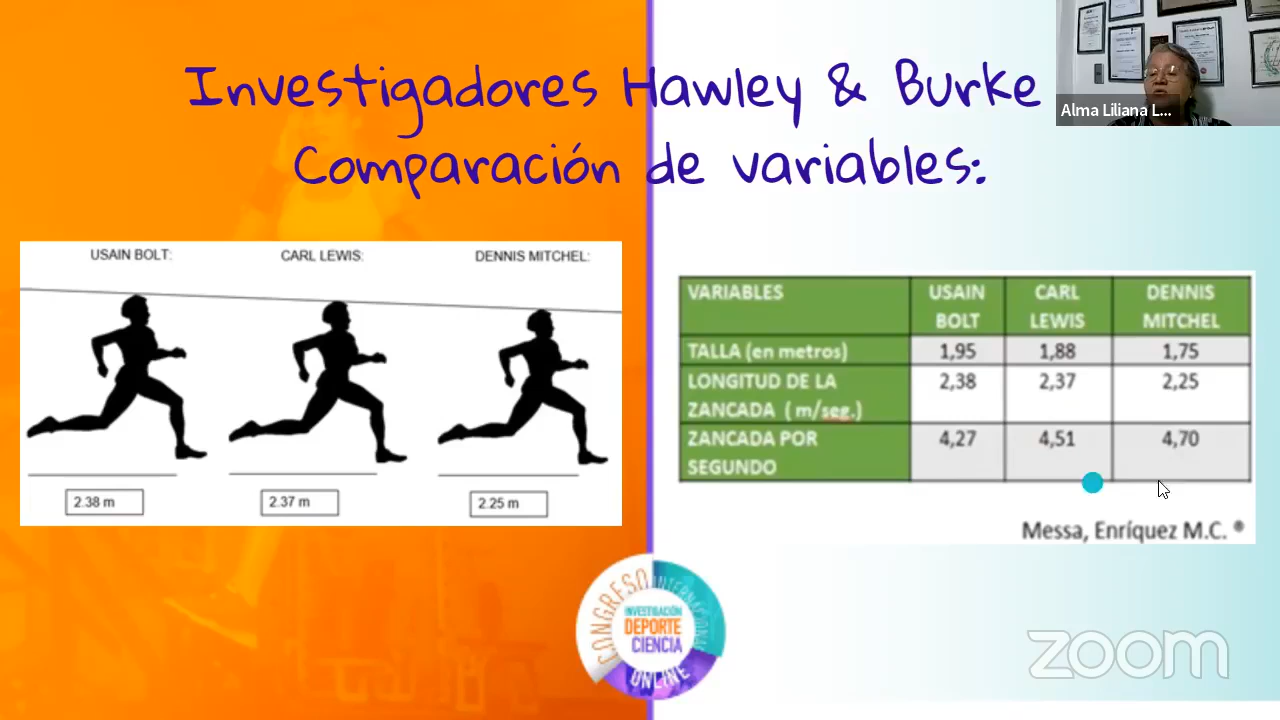 Investigadores Hawley & Burke
Comparación de variables:
Alma Liliana L...
USAIN BOLT: CARL LEWIS: DENNIS MITCHEL:
2.38 m 2.37 m 2.25 m
VARIABLES USAIN BOLT CARL LEWIS DENNIS MITCHEL
TALLA (en metros) 1,95 1,88 1,75
LONGITUD DE LA ZANCADA ( m/seg.) 2,38 2,37 2,25
ZANCADA POR SEGUNDO 4,27 4,51 4,70
Messa, Enríquez M.C. ®
CONGRESO INTERNACIONAL
INVESTIGACIÓN
DEPORTE
CIENCIA
ONLINE
zoom